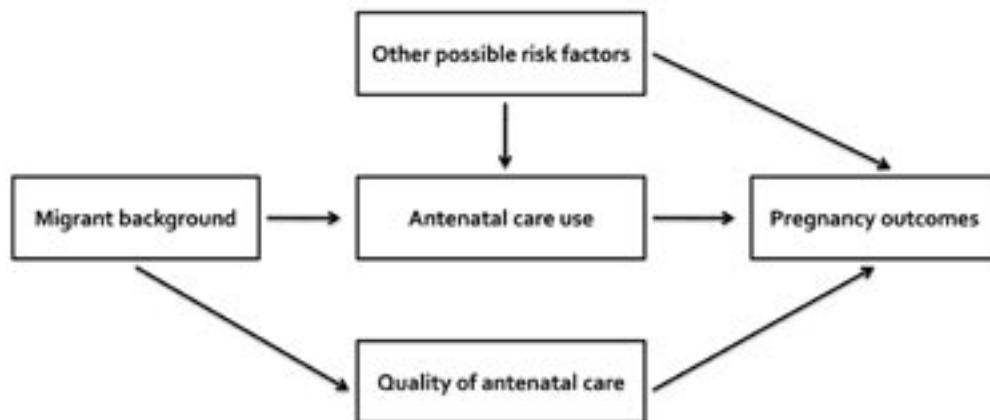 Other possible risk factors
Migrant background
Antenatal care use
Pregnancy outcomes
Quality of antenatal care